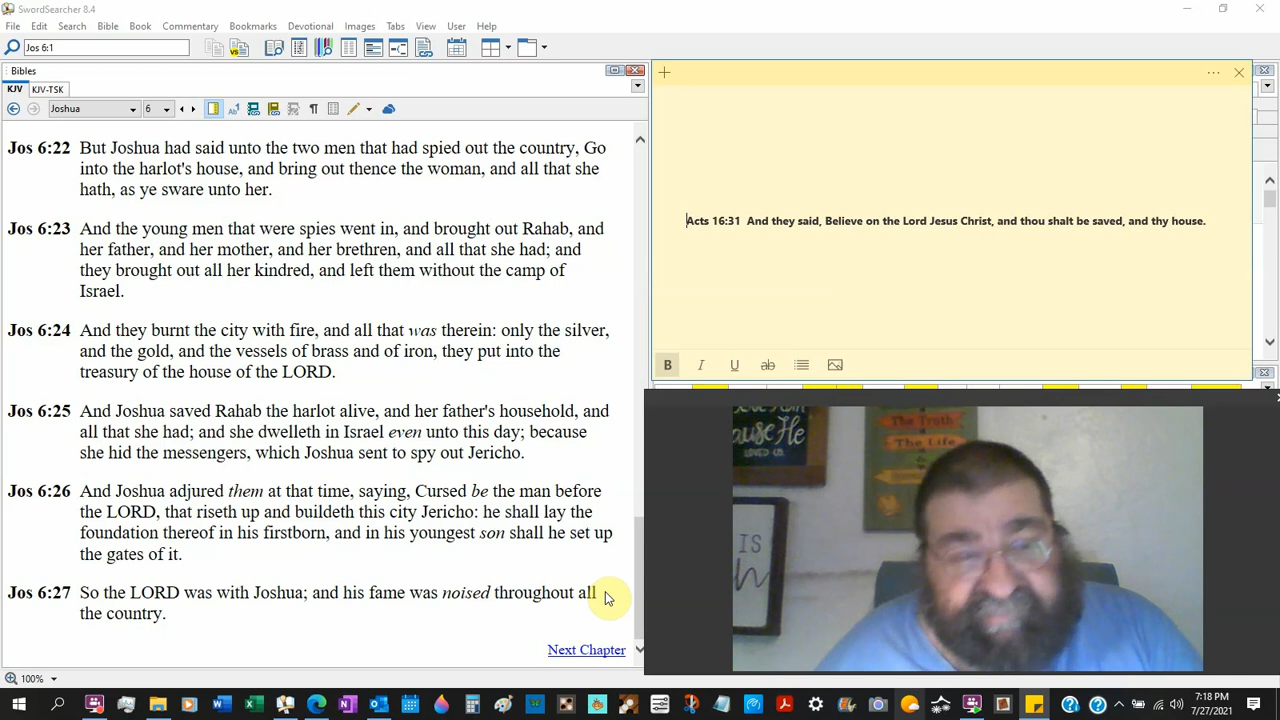 SwordSearcher 8.4
File Edit Search Bible Book Commentary Bookmarks Devotional Images Tabs View User Help
Jos 6:1
Bibles
KJV KJV-TSK
Joshua 6
Jos 6:22 But Joshua had said unto the two men that had spied out the country, Go
into the harlot's house, and bring out thence the woman, and all that she
hath, as ye sware unto her.
Jos 6:23 And the young men that were spies went in, and brought out Rahab, and
her father, and her mother, and her brethren, and all that she had; and
they brought out all her kindred, and left them without the camp of
Israel.
Jos 6:24 And they burnt the city with fire, and all that was therein: only the silver,
and the gold, and the vessels of brass and of iron, they put into the
treasury of the house of the LORD.
Jos 6:25 And Joshua saved Rahab the harlot alive, and her father's household, and
all that she had; and she dwelleth in Israel even unto this day; because
she hid the messengers, which Joshua sent to spy out Jericho.
Jos 6:26 And Joshua adjured them at that time, saying, Cursed be the man before
the LORD, that riseth up and buildeth this city Jericho: he shall lay the
foundation thereof in his firstborn, and in his youngest son shall he set up
the gates of it.
Jos 6:27 So the LORD was with Joshua; and his fame was noised throughout all
the country.
Next Chapter
100%
Acts 16:31 And they said, Believe on the Lord Jesus Christ, and thou shalt be saved, and thy house.
B I U ab
cause He
LOVED US
The Truth
The Life
IS
7:18 PM
7/27/2021